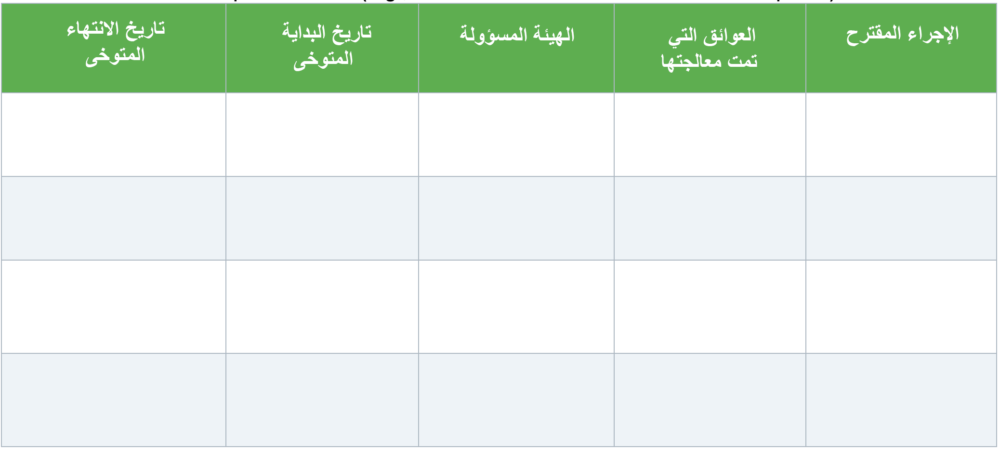 الإجراء المقترح
العوائق التي
تمت معالجتها
الهيئة المسؤولة
تاريخ البداية
المتوخى
تاريخ الانتهاء
المتوخى